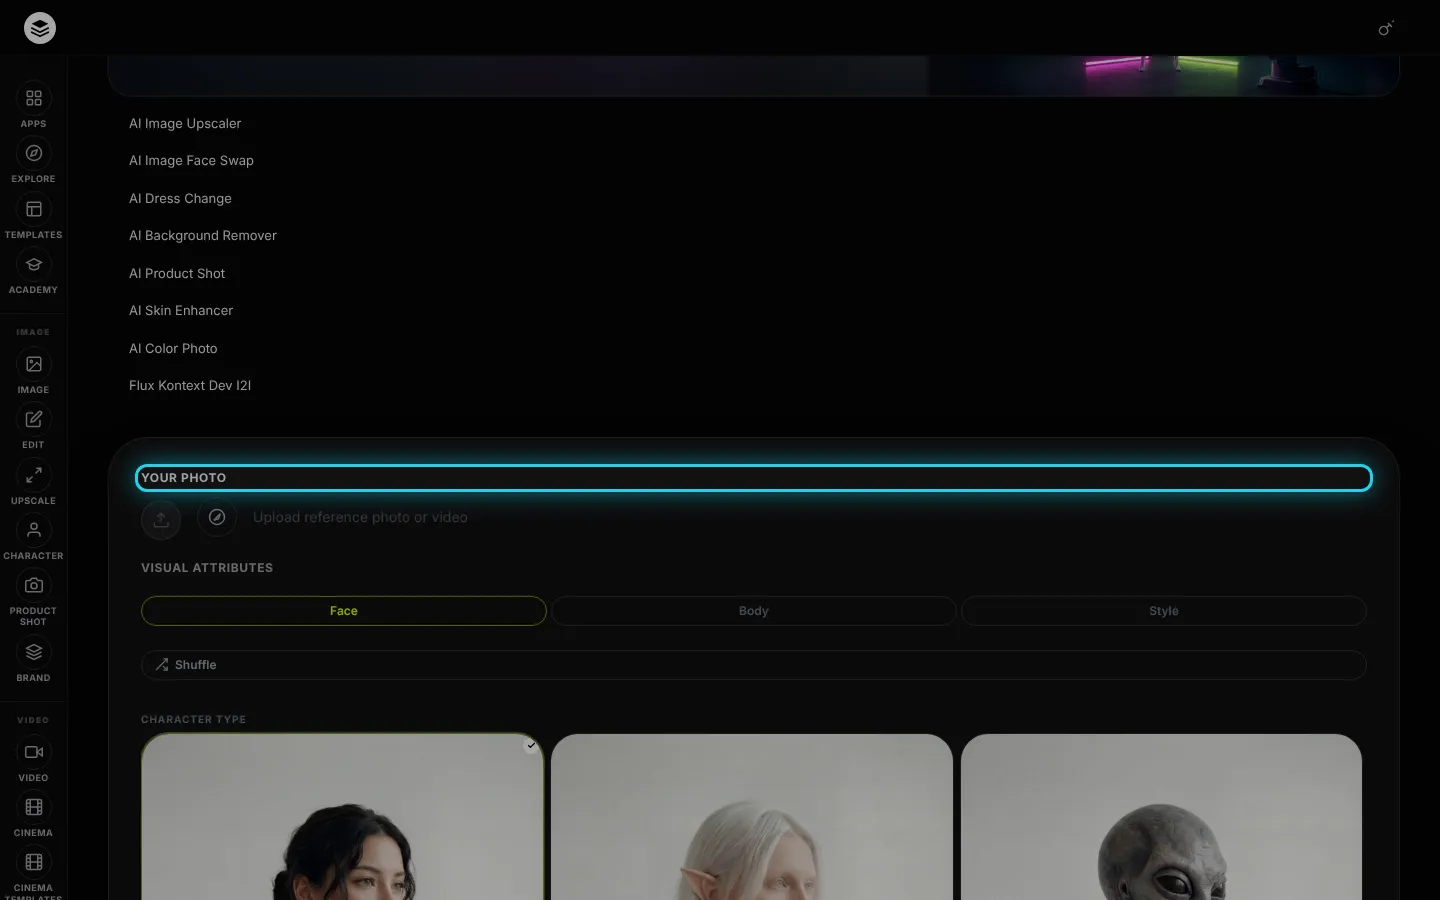 APPS
EXPLORE
TEMPLATES
ACADEMY
IMAGE
IMAGE
EDIT
UPSCALE
CHARACTER
PRODUCT
SHOT
BRAND
VIDEO
VIDEO
CINEMA
CINEMA
TEMPLATES
AI Image Upscaler
AI Image Face Swap
AI Dress Change
AI Background Remover
AI Product Shot
AI Skin Enhancer
AI Color Photo
Flux Kontext Dev I2I
YOUR PHOTO
Upload reference photo or video
VISUAL ATTRIBUTES
Face
Body
Style
Shuffle
CHARACTER TYPE